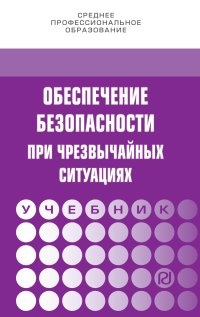 СРЕДНЕЕ
ПРОФЕССИОНАЛЬНОЕ
ОБРАЗОВАНИЕ
ОБЕСПЕЧЕНИЕ
БЕЗОПАСНОСТИ
ПРИ ЧРЕЗВЫЧАЙНЫХ
СИТУАЦИЯХ
УЧЕБНИК